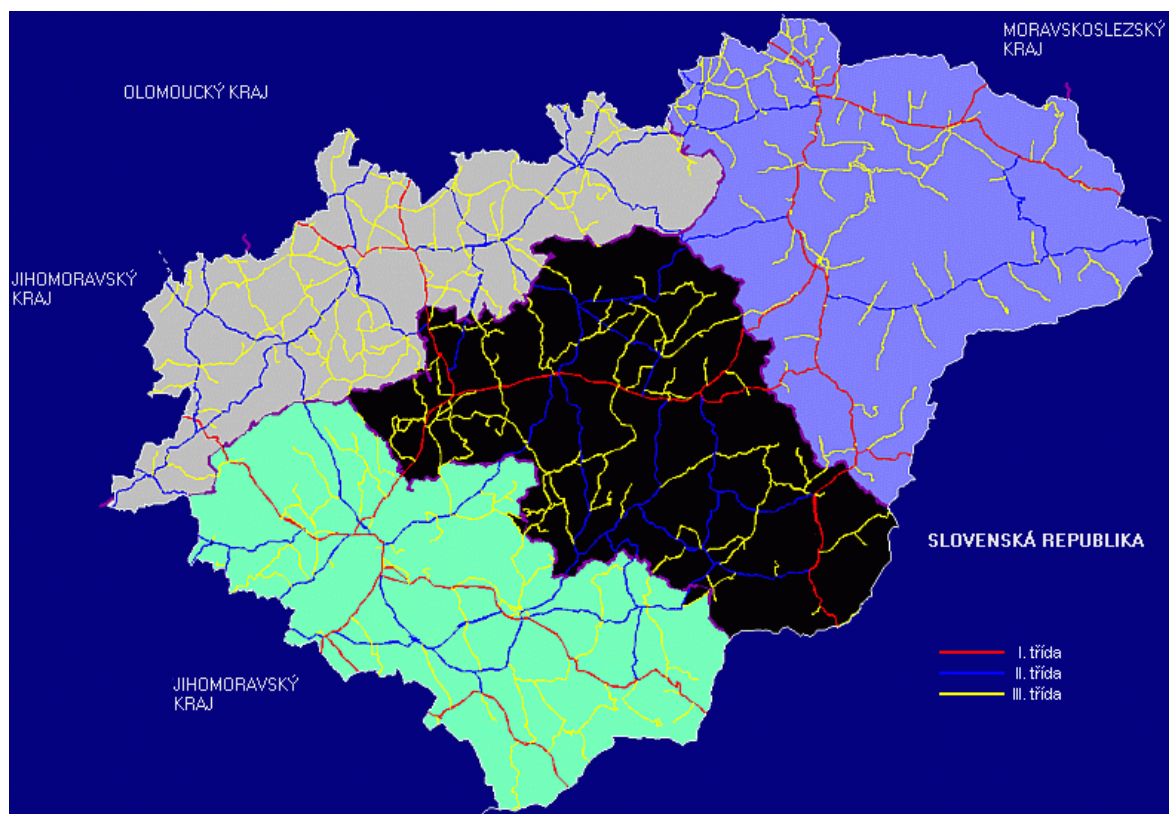 MORAVSKOSLEZSKÝ
KRAJ
OLOMOUCKÝ KRAJ
JIHOMORAVSKÝ
KRAJ
SLOVENSKÁ REPUBLIKA
I. třída
II. třída
III. třída
JIHOMORAVSKÝ
KRAJ